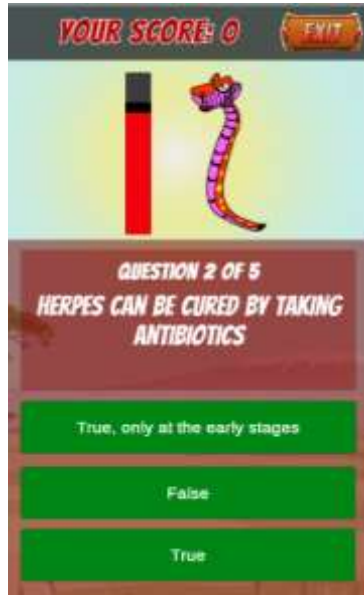 YOUR SCORE: 0
EXIT
QUESTION 2 OF 5
HERPES CAN BE CURED BY TAKING
ANTIBIOTICS
True, only at the early stages
False
True